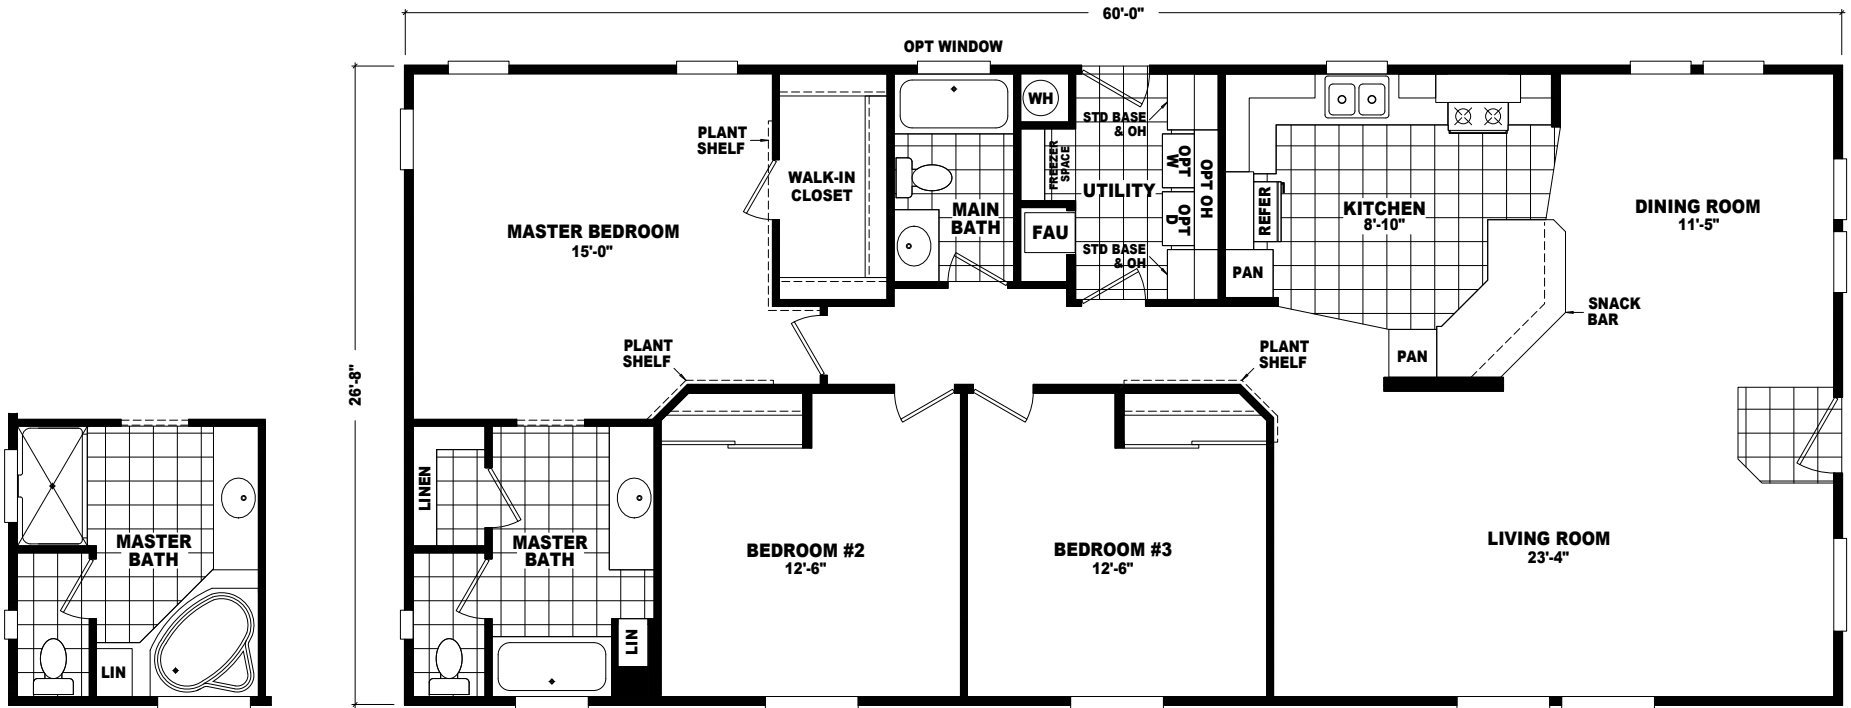 60'-0"
OPT WINDOW
26'-8"
MASTER BEDROOM
15'-0"
PLANT
SHELF
WALK-IN
CLOSET
MAIN
BATH
WH
FREEZER
SPACE
FAU
UTILITY
STD BASE
& OH
OPT
W
OPT
D
OPT OH
STD BASE
& OH
REFER
PAN
KITCHEN
8'-10"
PAN
SNACK
BAR
DINING ROOM
11'-5"
PLANT
SHELF
PLANT
SHELF
LINEN
MASTER
BATH
LIN
BEDROOM #2
12'-6"
BEDROOM #3
12'-6"
LIVING ROOM
23'-4"
MASTER
BATH
LIN